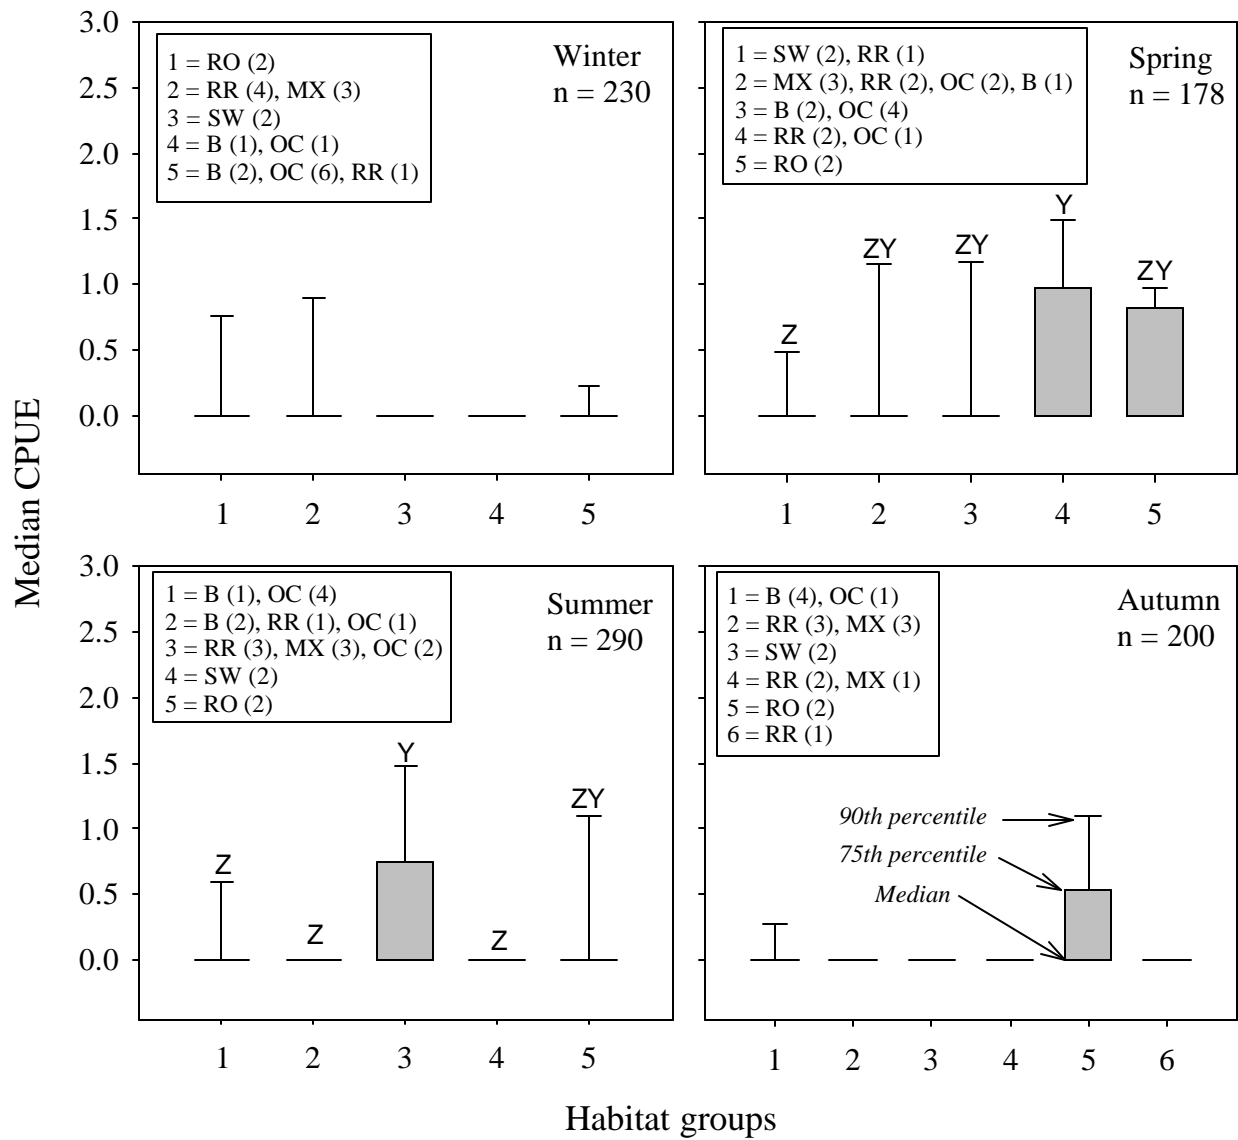 Median CPUE
3.0
2.5
2.0
1.5
1.0
0.5
0.0
1 = RO (2)
2 = RR (4), MX (3)
3 = SW (2)
4 = B (1), OC (1)
5 = B (2), OC (6), RR (1)
Winter
n = 230
1 2 3 4 5
1 = SW (2), RR (1)
2 = MX (3), RR (2), OC (2), B (1)
3 = B (2), OC (4)
4 = RR (2), OC (1)
5 = RO (2)
Spring
n = 178
Z ZY ZY Y ZY
1 2 3 4 5
3.0
2.5
2.0
1.5
1.0
0.5
0.0
1 = B (1), OC (4)
2 = B (2), RR (1), OC (1)
3 = RR (3), MX (3), OC (2)
4 = SW (2)
5 = RO (2)
Summer
n = 290
Z Z Y Z ZY
1 2 3 4 5
1 = B (4), OC (1)
2 = RR (3), MX (3)
3 = SW (2)
4 = RR (2), MX (1)
5 = RO (2)
6 = RR (1)
Autumn
n = 200
90th percentile
75th percentile
Median
1 2 3 4 5 6
Habitat groups